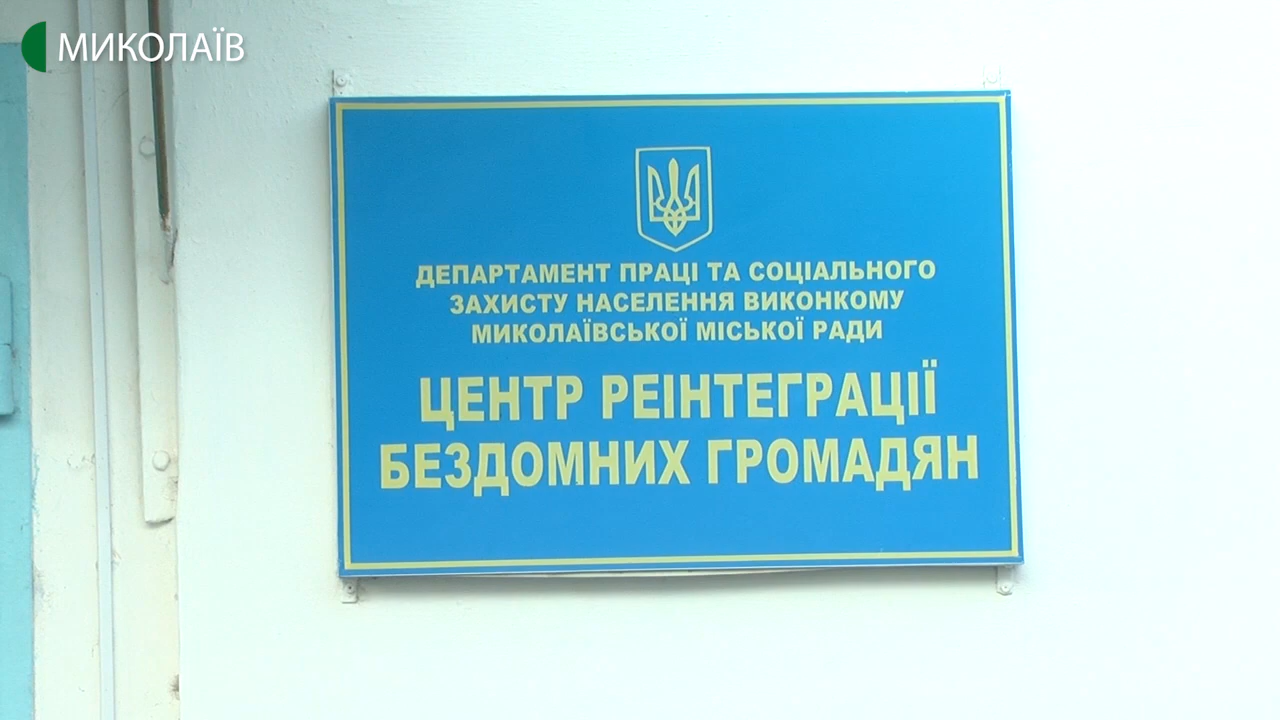 МИКОЛАЇВ
ДЕПАРТАМЕНТ ПРАЦІ ТА СОЦІАЛЬНОГО
ЗАХИСТУ НАСЕЛЕННЯ ВИКОНКОМУ
МИКОЛАЇВСЬКОЇ МІСЬКОЇ РАДИ
ЦЕНТР РЕІНТЕГРАЦІЇ
БЕЗДОМНИХ ГРОМАДЯН